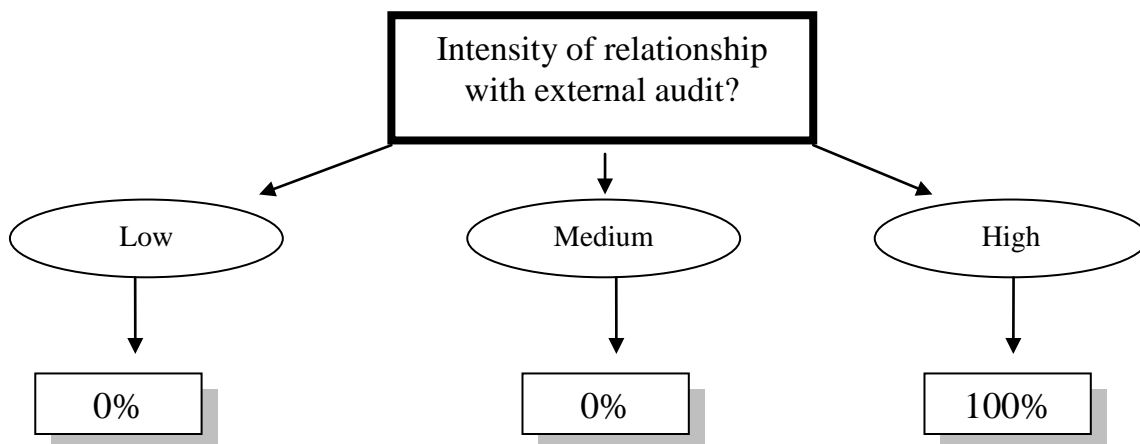 Intensity of relationship
with external audit?
Low
Medium
High
0%
0%
100%